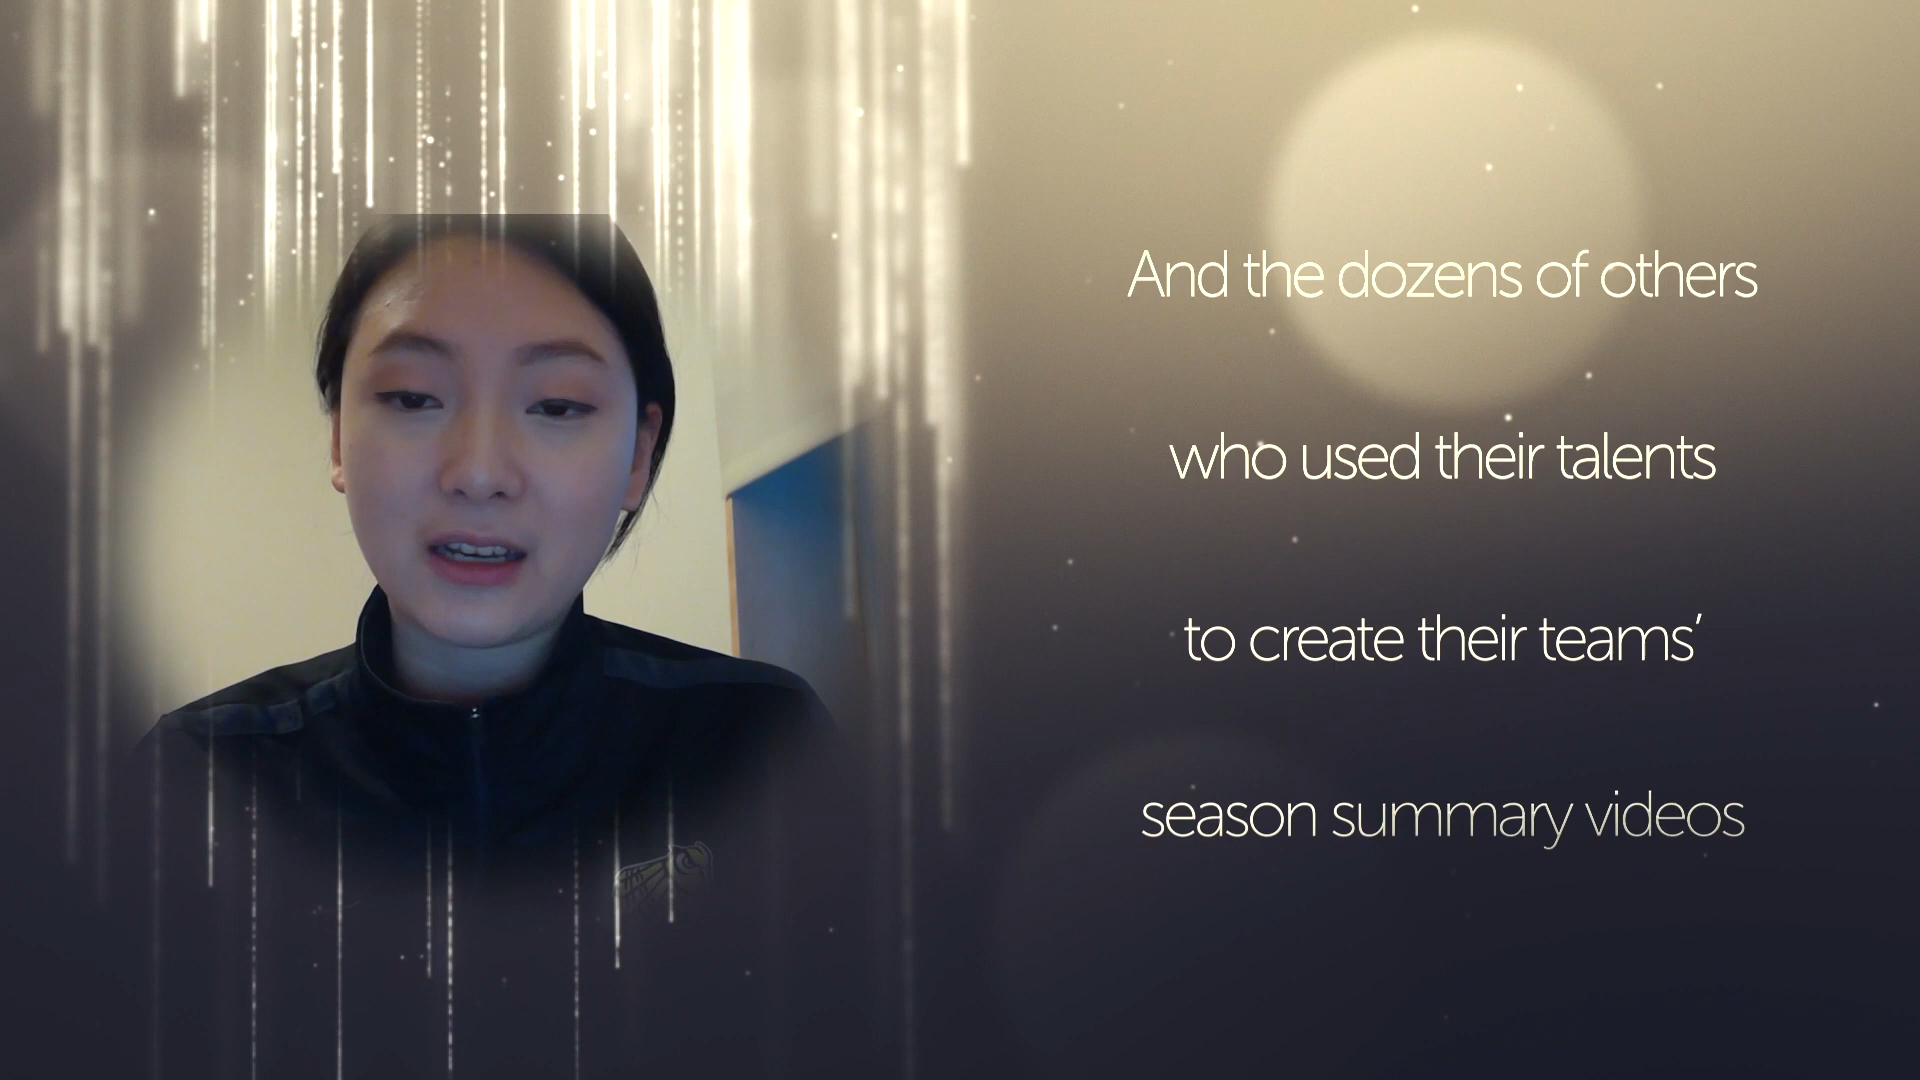 And the dozens of others
who used their talents
to create their teams’
season summary videos